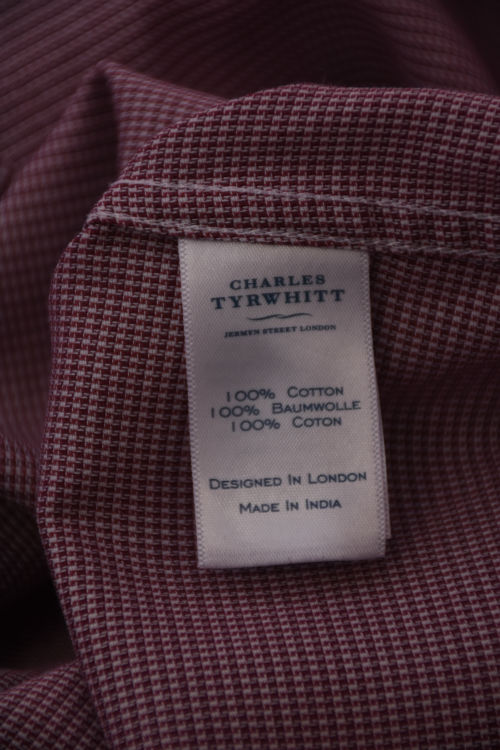 CHARLES
TYRWHITT
JERMYN STREET LONDON
100% COTTON
100% BAUMWOLLE
100% COTON
DESIGNED IN LONDON
MADE IN INDIA